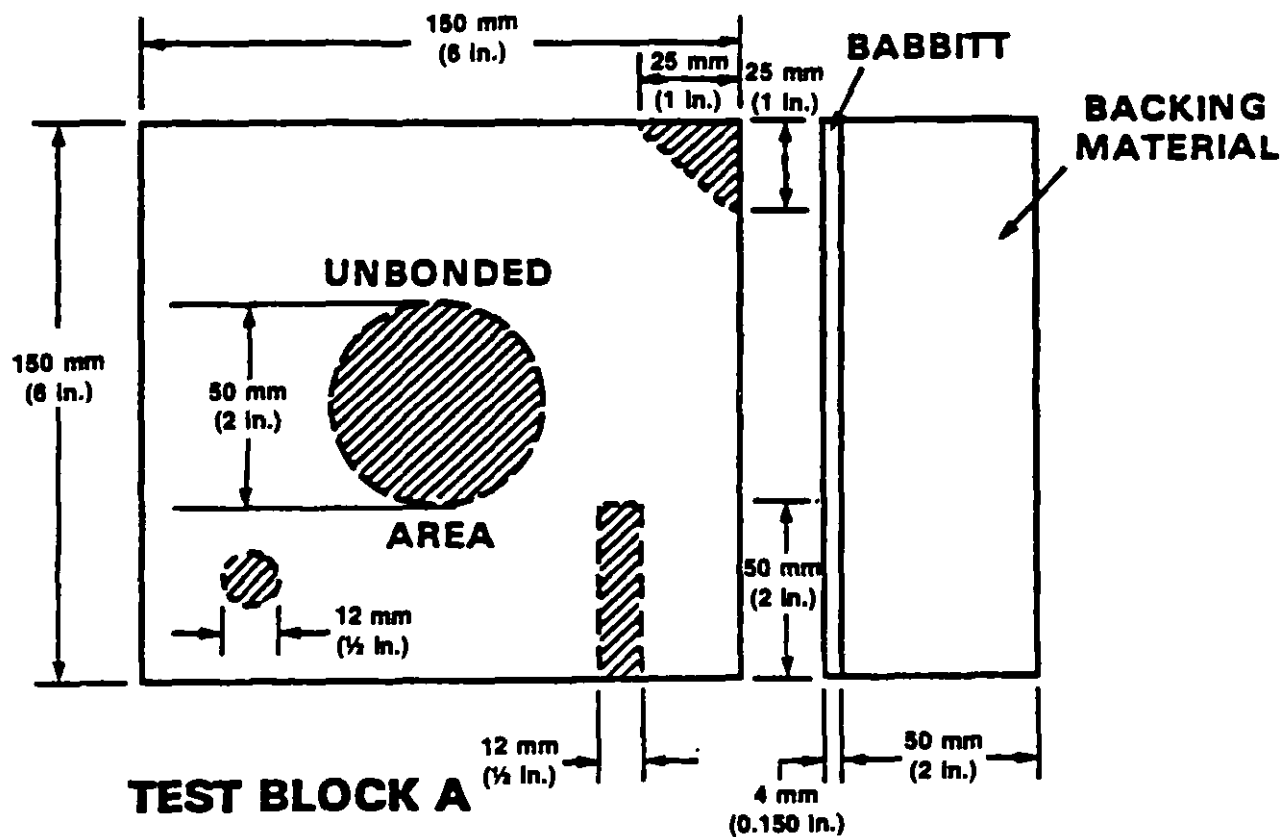 150 mm
(6 in.)
BABBITT
25 mm
(1 in.)
25 mm
(1 in.)
BACKING
MATERIAL
UNBONDED
150 mm
(6 in.)
50 mm
(2 in.)
AREA
50 mm
(2 in.)
12 mm
(½ in.)
12 mm
(½ in.)
50 mm
(2 in.)
4 mm
(0.150 in.)
TEST BLOCK A